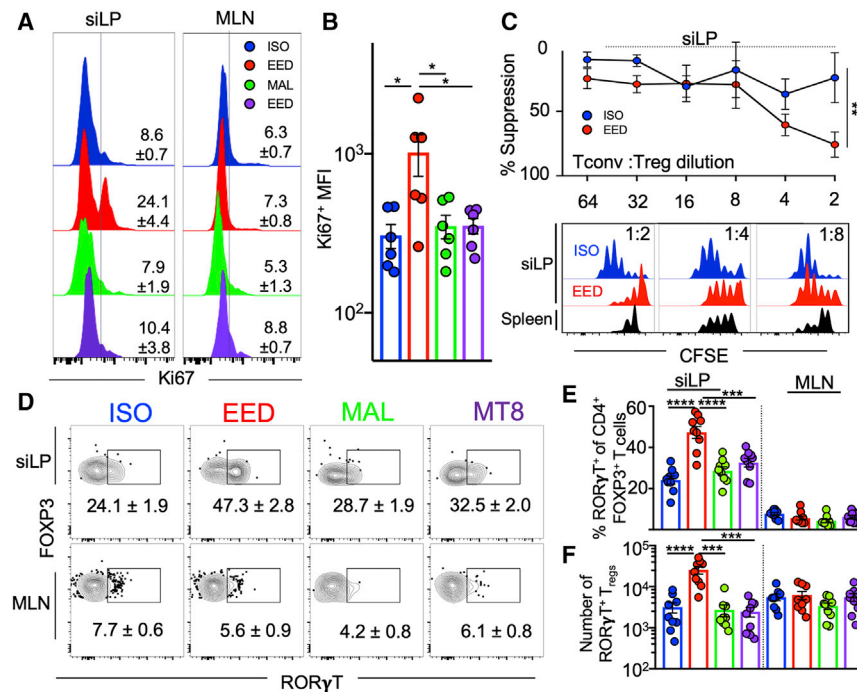 A
siLP
MLN
ISO
EED
MAL
EED
8.6
±0.7
6.3
±0.7
24.1
±4.4
7.3
±0.8
7.9
±1.9
5.3
±1.3
10.4
±3.8
8.8
±0.7
Ki67
B
Ki67+ MFI
10³
10²
*
*
*
C
siLP
% Suppression
0
50
100
ISO
EED
**
Tconv :Treg dilution
64 32 16 8 4 2
1:2 1:4 1:8
siLP
ISO
EED
Spleen
CFSE
D
ISO EED MAL MT8
siLP
FOXP3
24.1 ± 1.9 47.3 ± 2.8 28.7 ± 1.9 32.5 ± 2.0
MLN
7.7 ± 0.6 5.6 ± 0.9 4.2 ± 0.8 6.1 ± 0.8
RORγT
E
siLP
MLN
**** **** ***
% RORγT+ of CD4+
FOXP3+ T cells
60
40
20
F
**** *** ***
Number of
RORγT+ Tregs
10⁵
10⁴
10³
10²